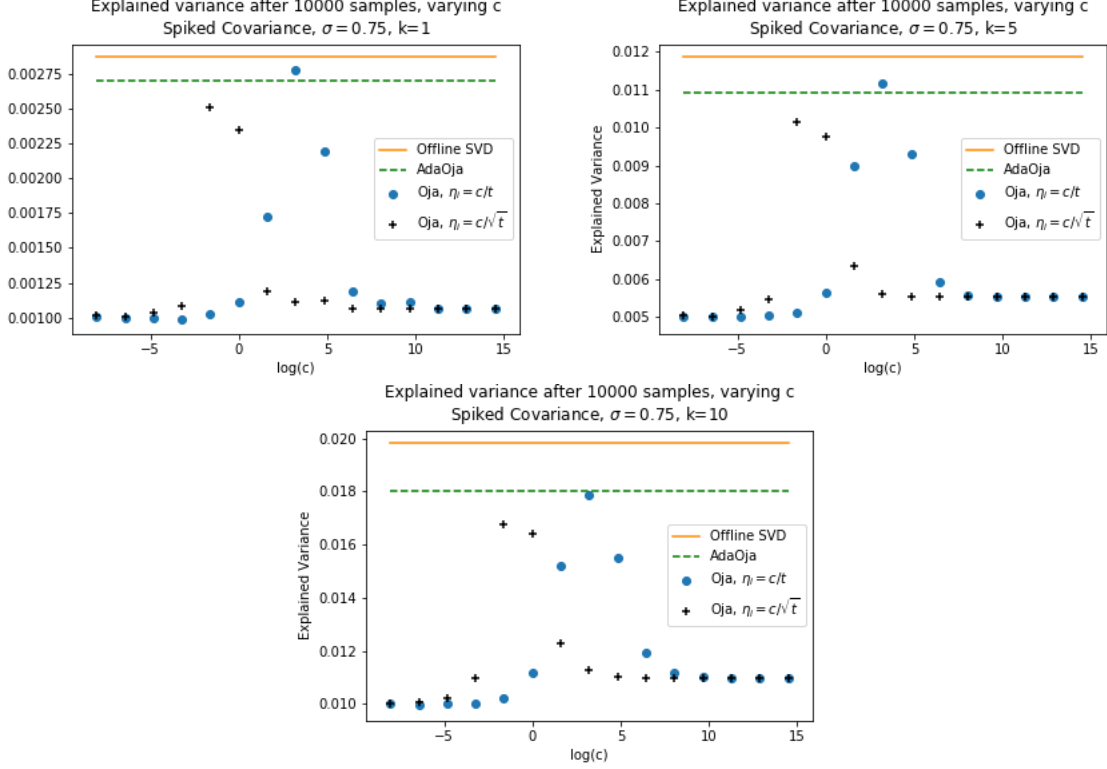 Explained variance after 10000 samples, varying c
Spiked Covariance, σ = 0.75, k=1
0.00275
0.00250
0.00225
0.00200
0.00175
0.00150
0.00125
0.00100
Offline SVD
AdaOja
Oja, ηᵢ = c/t
Oja, ηᵢ = c/√t
−5
0
5
10
15
log(c)
Explained variance after 10000 samples, varying c
Spiked Covariance, σ = 0.75, k=5
Explained Variance
0.012
0.011
0.010
0.009
0.008
0.007
0.006
0.005
Offline SVD
AdaOja
Oja, ηᵢ = c/t
Oja, ηᵢ = c/√t
−5
0
5
10
15
log(c)
Explained variance after 10000 samples, varying c
Spiked Covariance, σ = 0.75, k=10
Explained Variance
0.020
0.018
0.016
0.014
0.012
0.010
Offline SVD
AdaOja
Oja, ηᵢ = c/t
Oja, ηᵢ = c/√t
−5
0
5
10
15
log(c)